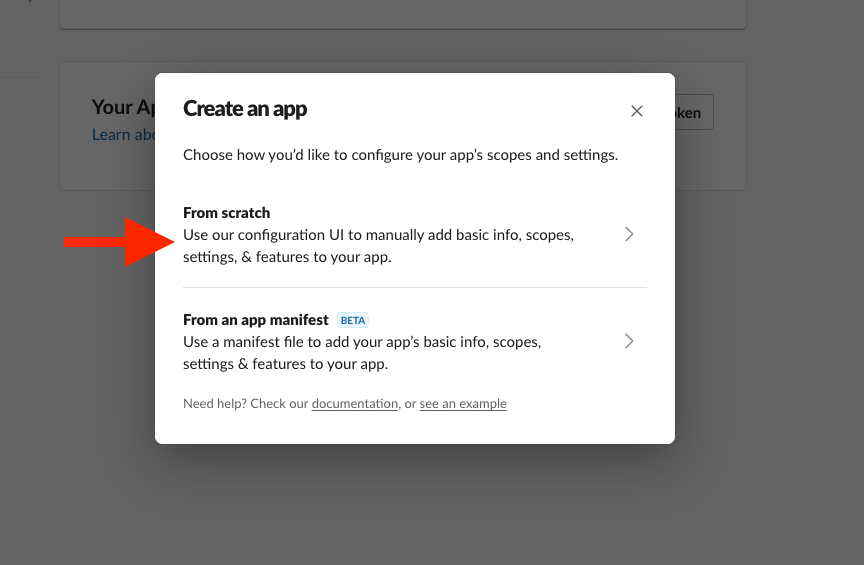 Create an app
Choose how you'd like to configure your app's scopes and settings.
From scratch
Use our configuration UI to manually add basic info, scopes,
settings, & features to your app.
From an app manifest BETA
Use a manifest file to add your app's basic info, scopes,
settings & features to your app.
Need help? Check our documentation, or see an example
Your
Learn